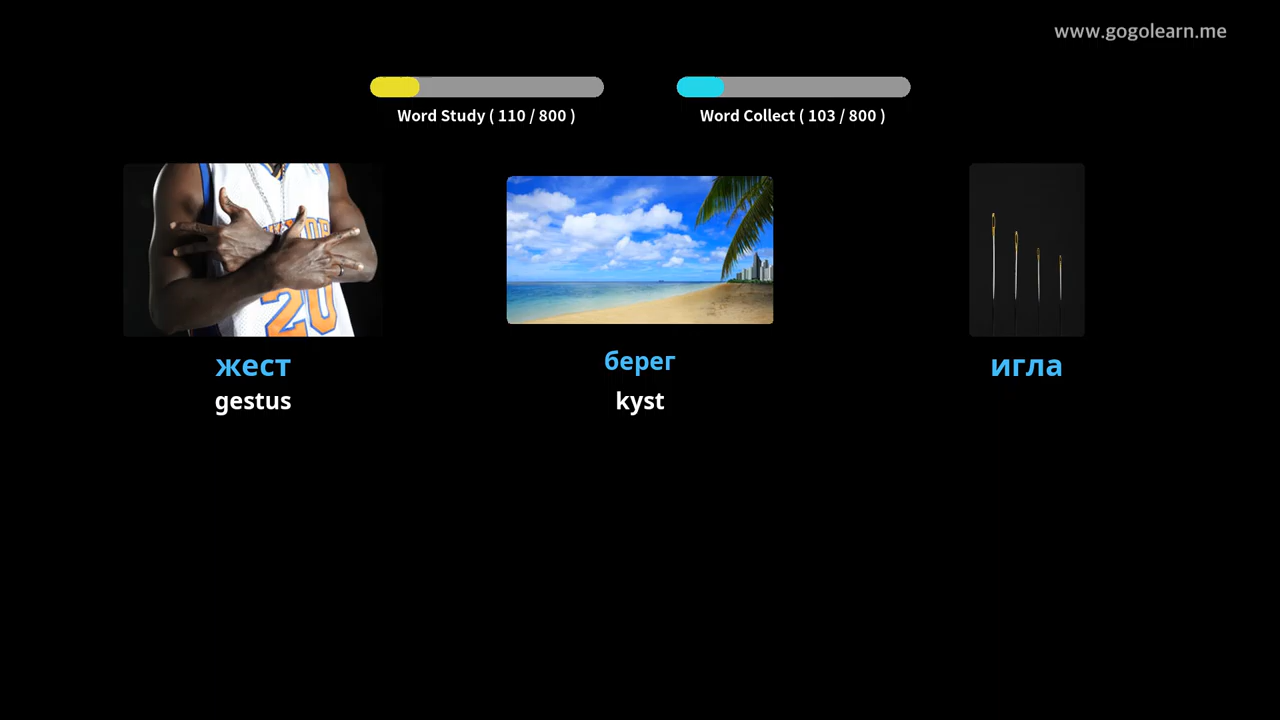 www.gogolearn.me
Word Study ( 110 / 800 )
Word Collect ( 103 / 800 )
20
жест
gestus
берег
kyst
игла